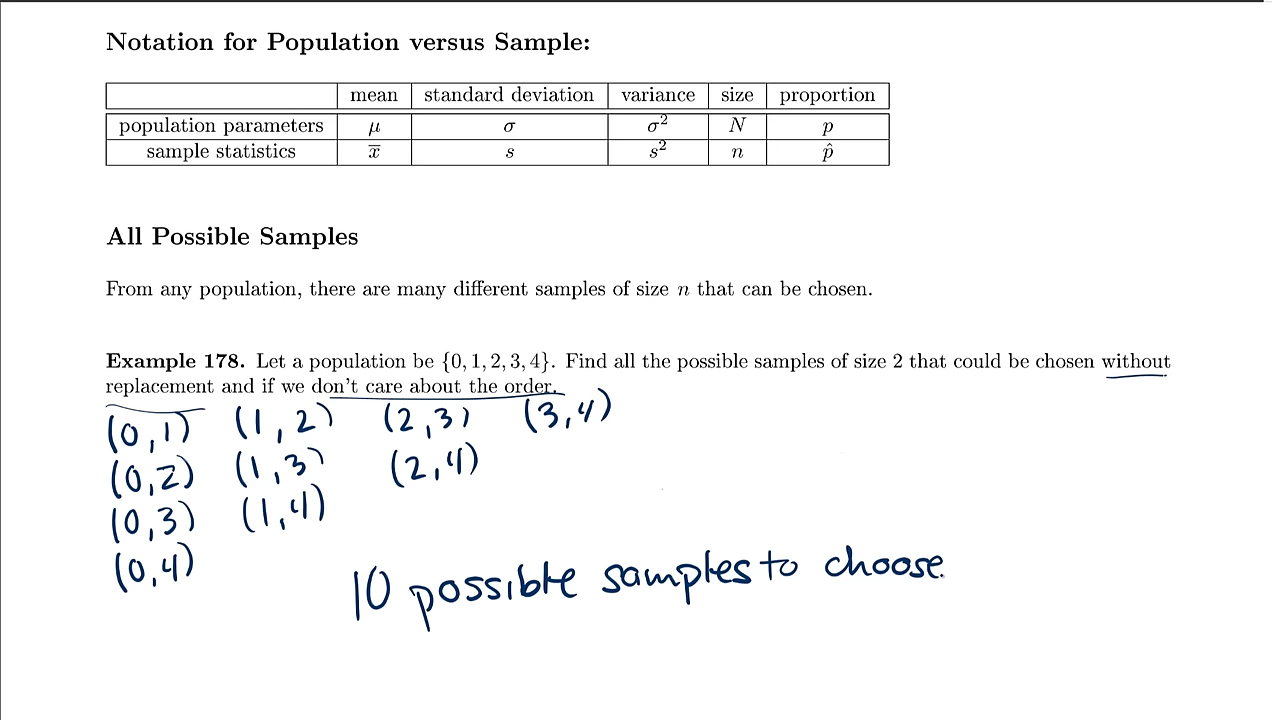 Notation for Population versus Sample:
mean standard deviation variance size proportion
population parameters μ σ σ² N p
sample statistics x̅ s s² n p̂
All Possible Samples
From any population, there are many different samples of size n that can be chosen.
Example 178. Let a population be {0, 1, 2, 3, 4}. Find all the possible samples of size 2 that could be chosen without
replacement and if we don't care about the order.
(0,1) (1,2) (2,3) (3,4)
(0,2) (1,3) (2,4)
(0,3) (1,4)
(0,4)
10 possible samples to choose.